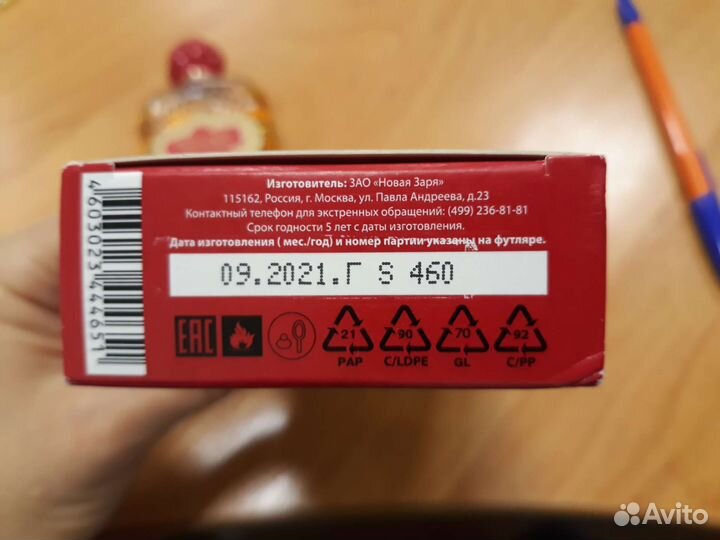 Изготовитель: ЗАО «Новая Заря»
115162, Россия, г. Москва, ул. Павла Андреева, д.23
Контактный телефон для экстренных обращений: (499) 236-81-81
Срок годности 5 лет с даты изготовления.
Дата изготовления ( мес./год) и номер партии указаны на футляре.
09.2021.Г S 460
4603023444651
EAC
21
PAP
90
C/LDPE
70
GL
92
C/PP
Avito